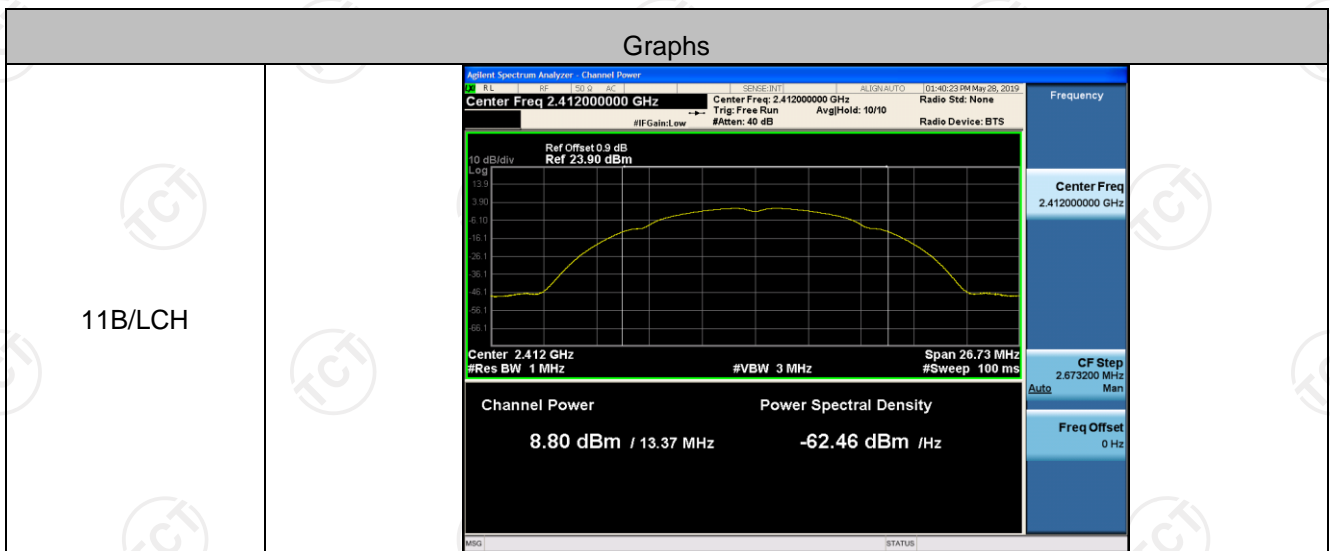 Graphs
11B/LCH
Agilent Spectrum Analyzer - Channel Power
RL RF 50 Ω AC SENSE:INT ALIGNAUTO 01:40:23 PM May 28, 2019
Center Freq 2.412000000 GHz
Center Freq: 2.412000000 GHz Radio Std: None
Trig: Free Run Avg|Hold: 10/10
#IFGain:Low #Atten: 40 dB Radio Device: BTS
Ref Offset 0.9 dB
10 dB/div Ref 23.90 dBm
Log
13.9
3.90
-6.10
-16.1
-26.1
-36.1
-46.1
-56.1
-66.1
Center 2.412 GHz Span 26.73 MHz
#Res BW 1 MHz #VBW 3 MHz #Sweep 100 ms
Channel Power Power Spectral Density
8.80 dBm / 13.37 MHz -62.46 dBm /Hz
MSG STATUS
Frequency
Center Freq
2.412000000 GHz
CF Step
2.673200 MHz
Auto Man
Freq Offset
0 Hz
TCT
TCT
TCT
TCT
TCT
TCT